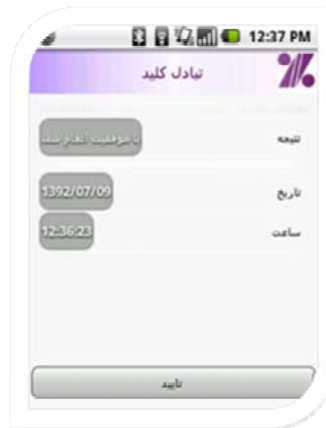 12:37 PM
تبادل کلید
نتیجه با موفقیت انجام شد
تاریخ 1392/07/09
ساعت 12:36:23
تایید